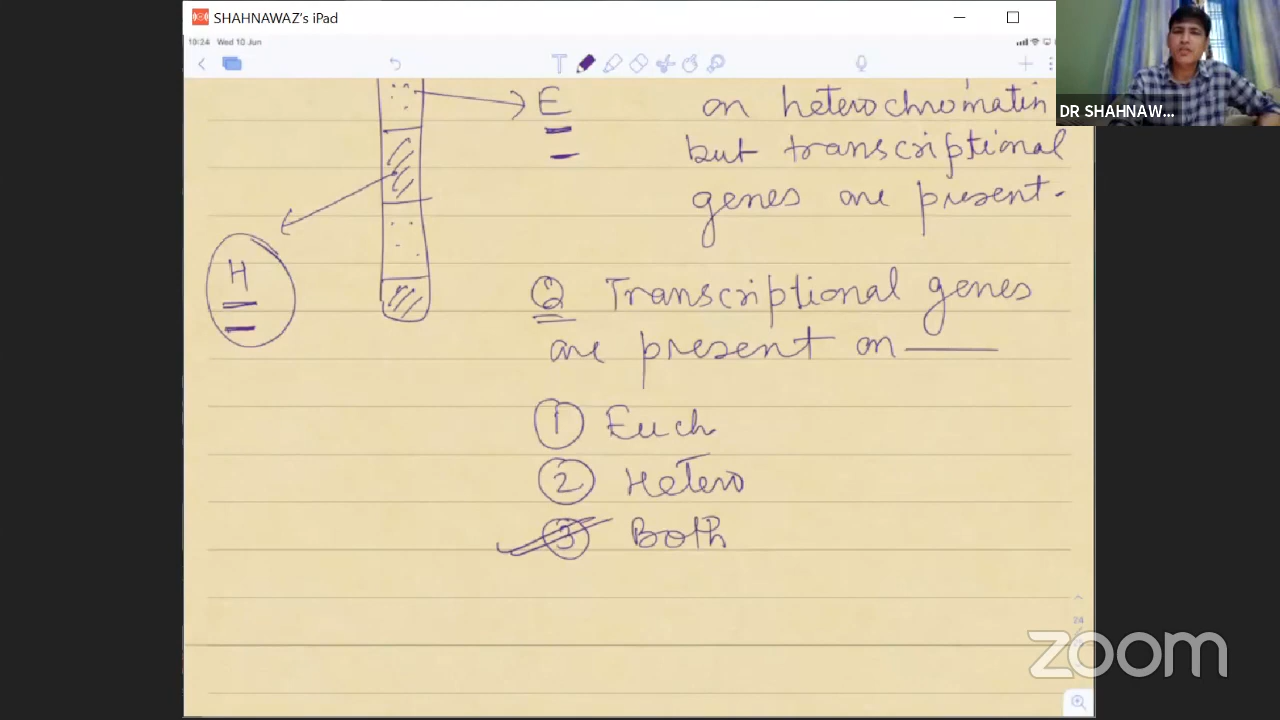 SHAHNAWAZ's iPad
10:24 Wed 10 Jun
DR SHAHNAW...
E
on heterochromatin
but transcriptional
genes are present.
H
Q Transcriptional genes
are present on ____
1 Euch
2 Hetero
3 Both
24
zoom